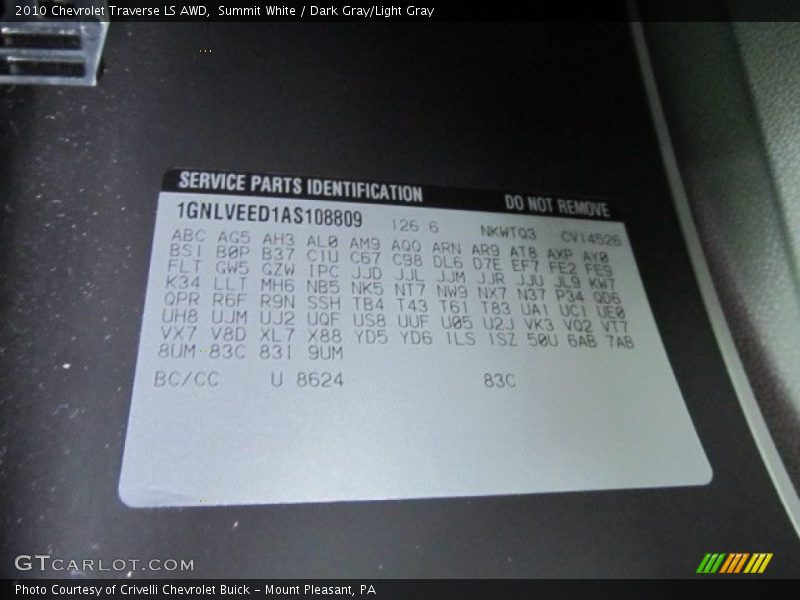 2010 Chevrolet Traverse LS AWD,  Summit White / Dark Gray/Light Gray
SERVICE PARTS IDENTIFICATION DO NOT REMOVE
1GNLVEED1AS108809 126 6 NKWTQ3 CV14526
ABC AG5 AH3 AL0 AM9 AQQ ARN AR9 AT8 AXP AY0
BS1 B0P B37 C1U C67 C98 DL6 D7E EF7 FE2 FE9
FLT GW5 GZW IPC JJD JJL JJM JJR JJU JL9 KW7
K34 LLT MH6 NB5 NK5 NT7 NW9 NX7 N37 P34 QD6
QPR R6F R9N SSH TB4 T43 T61 T83 UA1 UC1 UE0
UH8 UJM UJ2 UQF US8 UUF U05 U2J VK3 VQ2 VT7
VX7 V8D XL7 X88 YD5 YD6 1LS 1SZ 50U 6AB 7AB
8UM 83C 83I 9UM
BC/CC U 8624 83C
GTCARLOT.COM
Photo Courtesy of Crivelli Chevrolet Buick - Mount Pleasant, PA